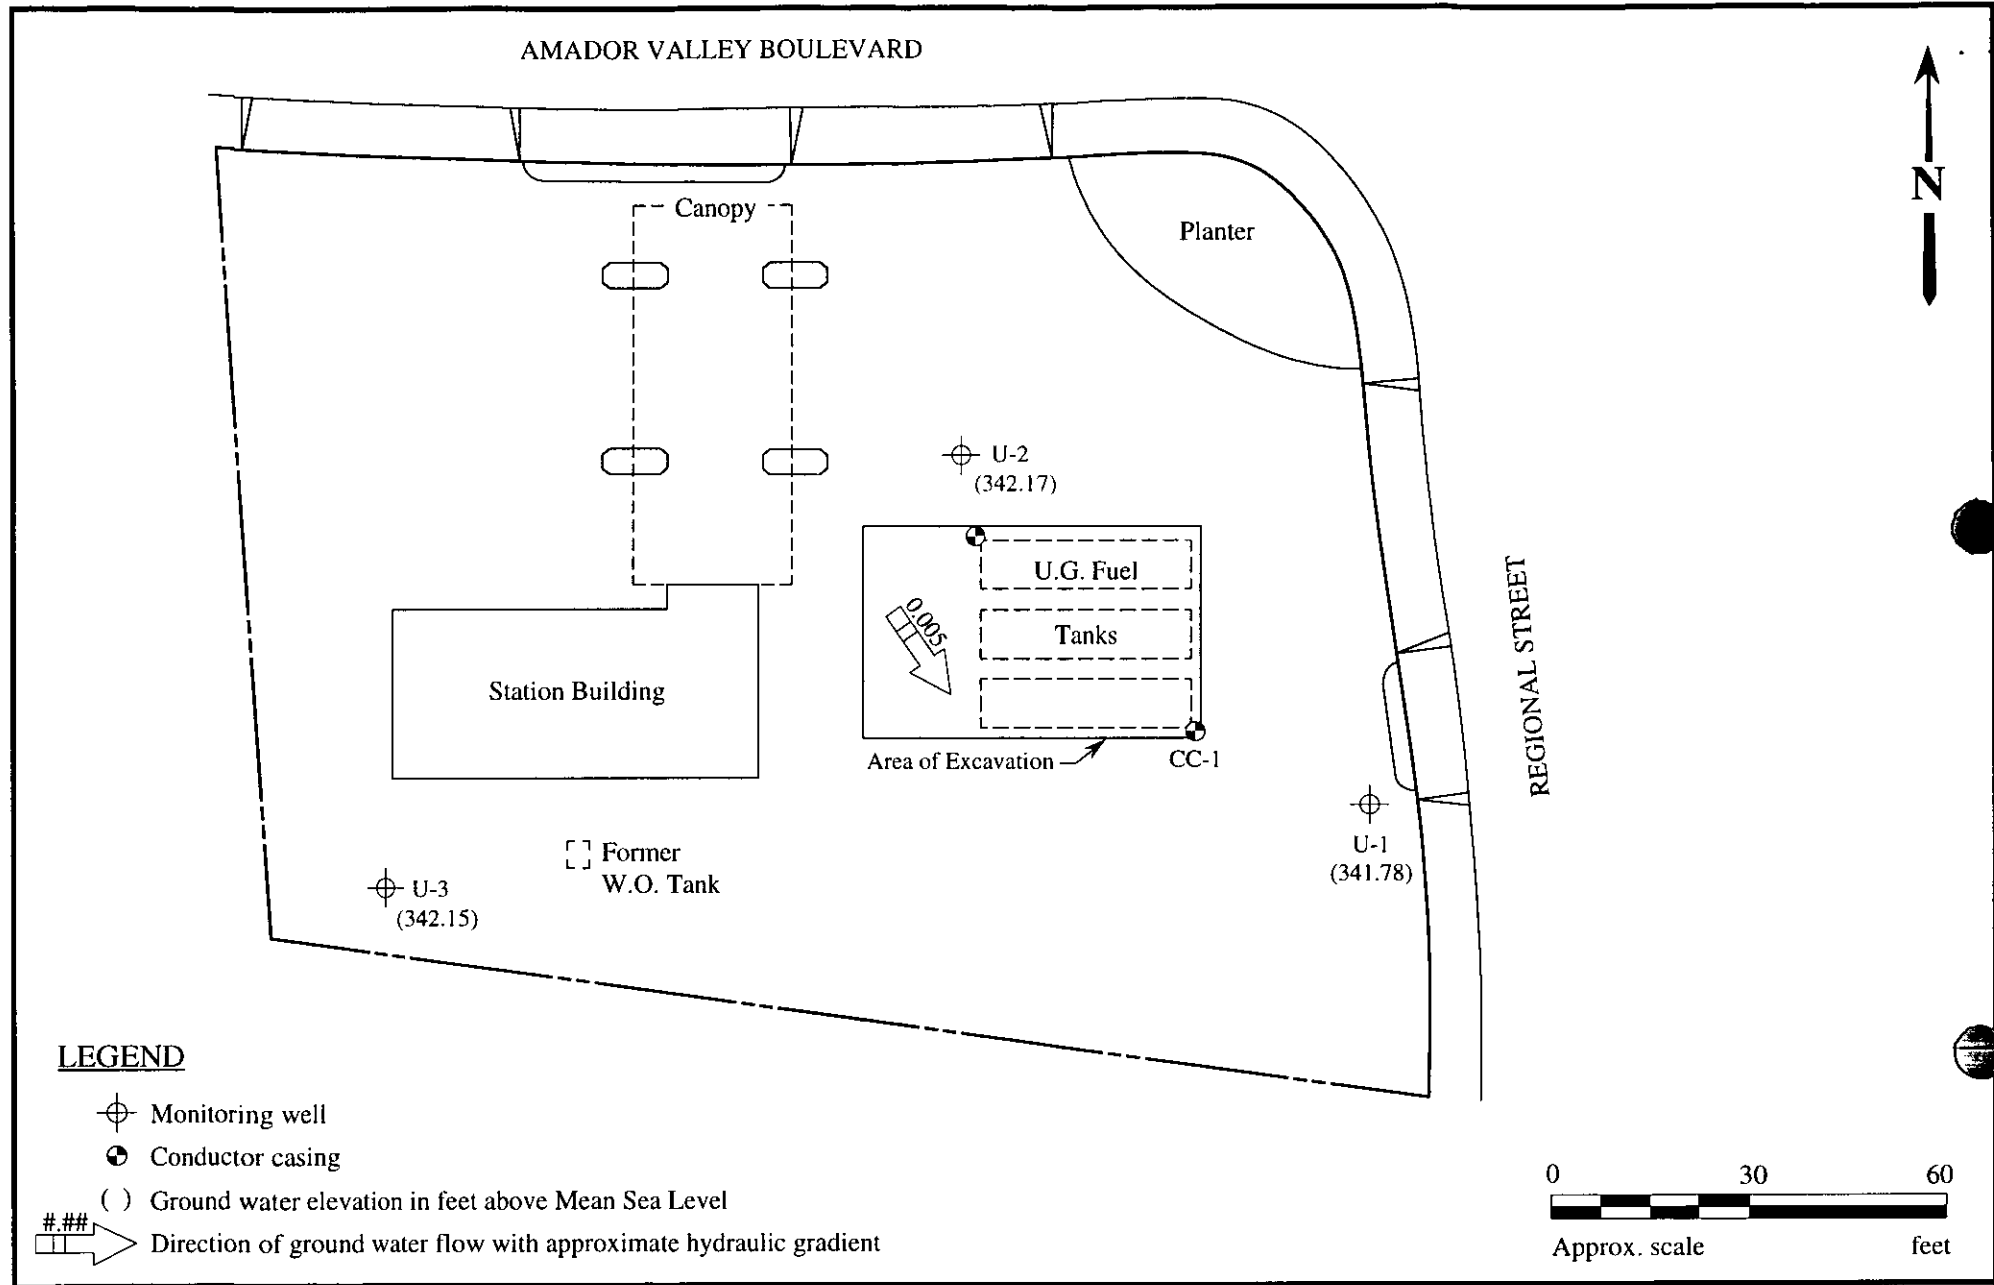 AMADOR VALLEY BOULEVARD
N
Canopy
Planter
U-2
(342.17)
U.G. Fuel
0.005
Tanks
Station Building
REGIONAL STREET
Area of Excavation
CC-1
U-1
(341.78)
Former
W.O. Tank
U-3
(342.15)
LEGEND
Monitoring well
Conductor casing
( ) Ground water elevation in feet above Mean Sea Level
#.##
Direction of ground water flow with approximate hydraulic gradient
0 30 60
Approx. scale feet